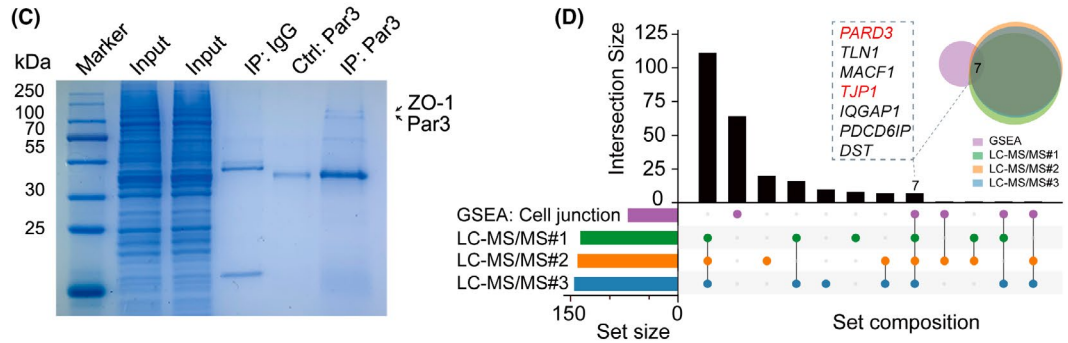 (C)
Marker
Input
Input
IP: IgG
Ctrl: Par3
IP: Par3
kDa
250
100
70
55
30
25
ZO-1
Par3
(D)
Intersection Size
125
100
75
50
25
0
PARD3
TLN1
MACF1
TJP1
IQGAP1
PDCD6IP
DST
7
7
GSEA
LC-MS/MS#1
LC-MS/MS#2
LC-MS/MS#3
GSEA: Cell junction
LC-MS/MS#1
LC-MS/MS#2
LC-MS/MS#3
150
0
Set size
Set composition